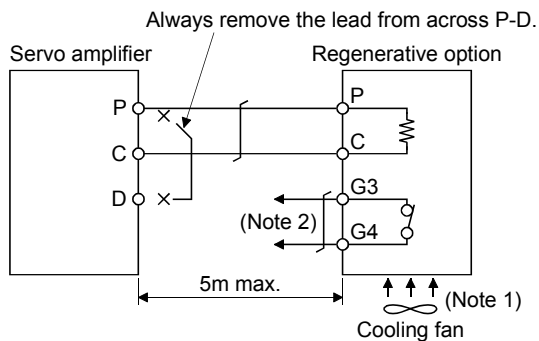 Always remove the lead from across P-D.
Servo amplifier
Regenerative option
P
P
C
C
D
G3
(Note 2)
G4
5m max.
(Note 1)
Cooling fan